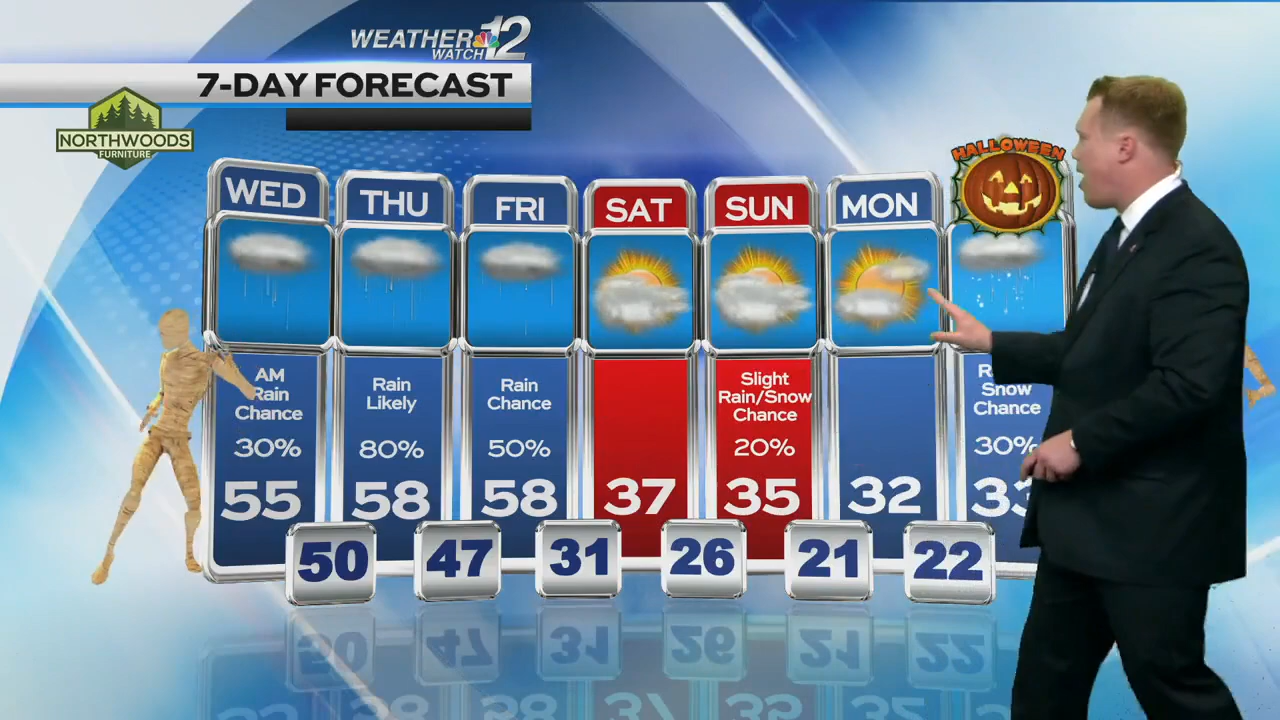 WEATHER
WATCH
12
7-DAY FORECAST
NORTHWOODS
FURNITURE
HALLOWEEN
WED
THU
FRI
SAT
SUN
MON
AM
Rain
Chance
30%
55
Rain
Likely
80%
58
Rain
Chance
50%
58
37
Slight
Rain/Snow
Chance
20%
35
32
Snow
Chance
30%
33
50
47
31
26
21
22